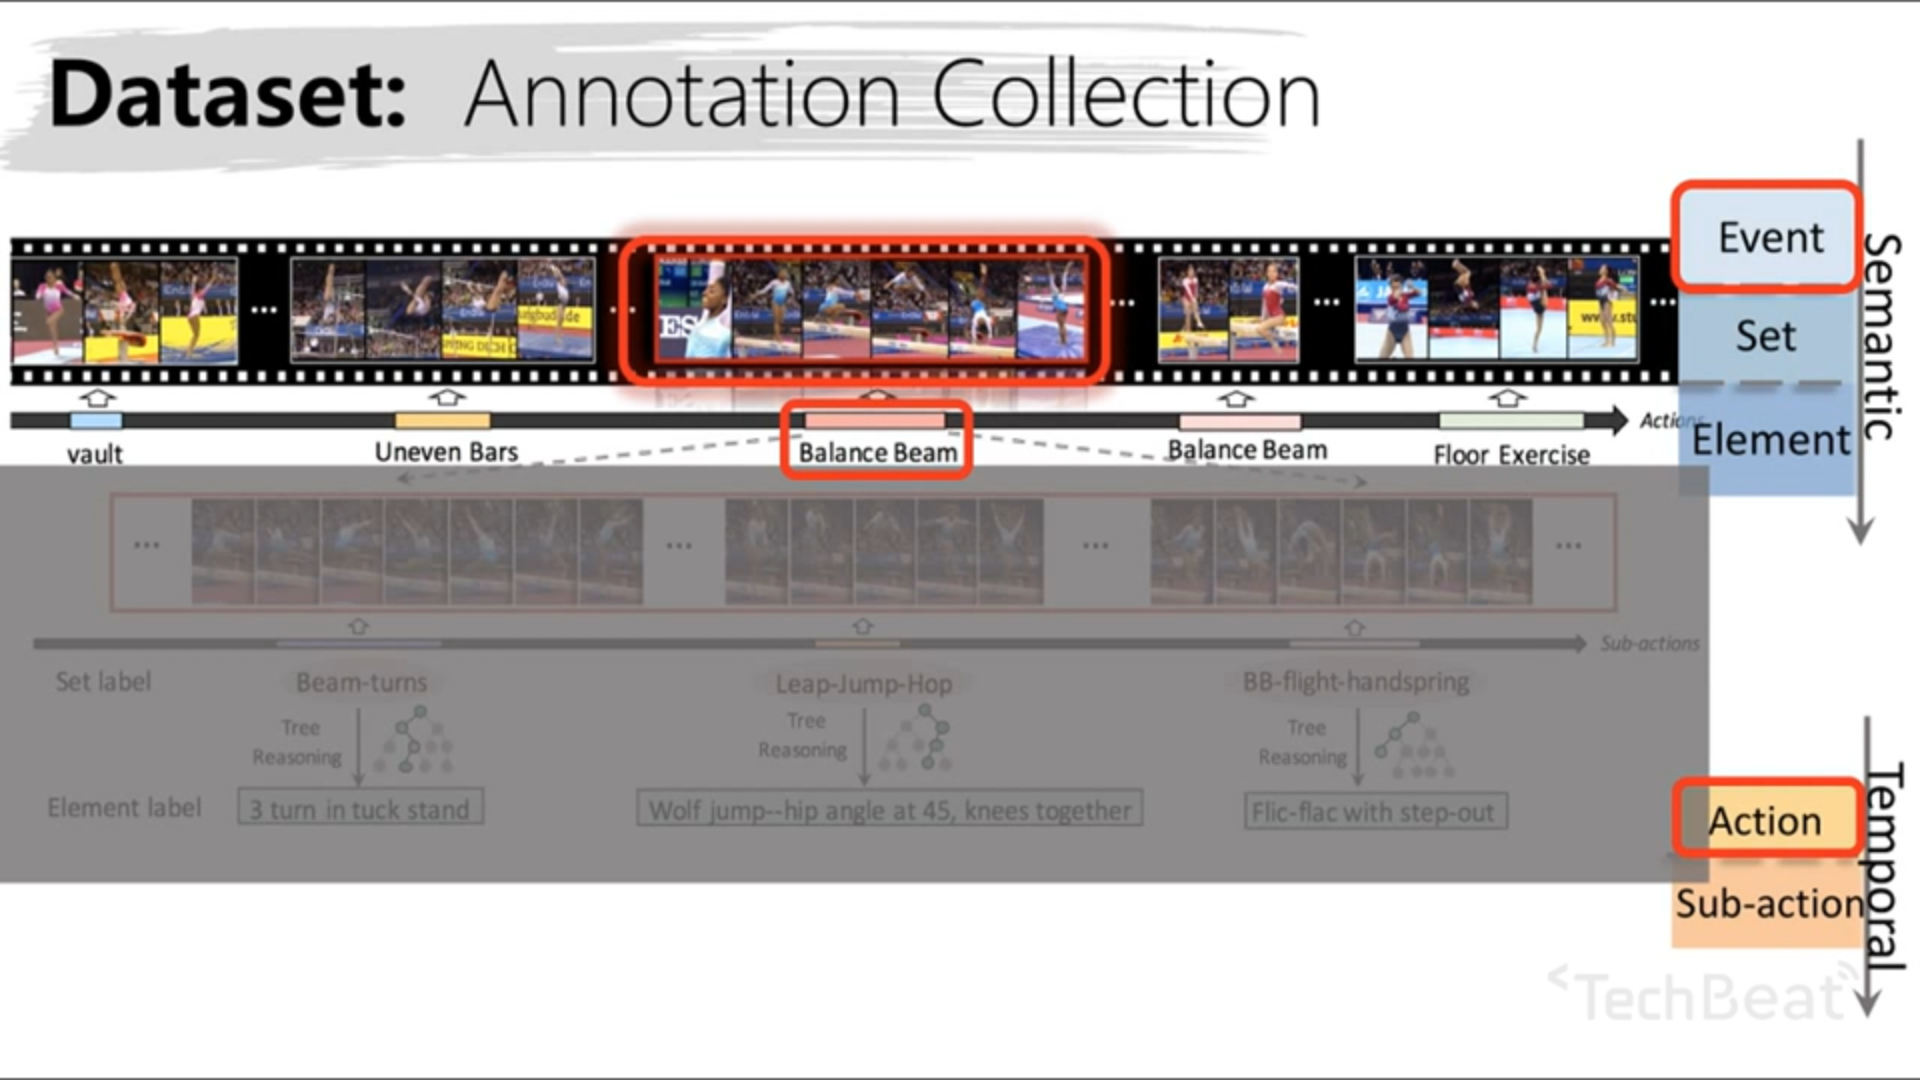 Dataset: Annotation Collection
Event
Set
Element
Semantic
Actions
vault
Uneven Bars
Balance Beam
Balance Beam
Floor Exercise
Sub-actions
Set label
Beam-turns
Leap-Jump-Hop
BB-flight-handspring
Tree
Reasoning
Tree
Reasoning
Tree
Reasoning
Element label
3 turn in tuck stand
Wolf jump--hip angle at 45, knees together
Flic-flac with step-out
Action
Sub-action
Temporal
TechBeat